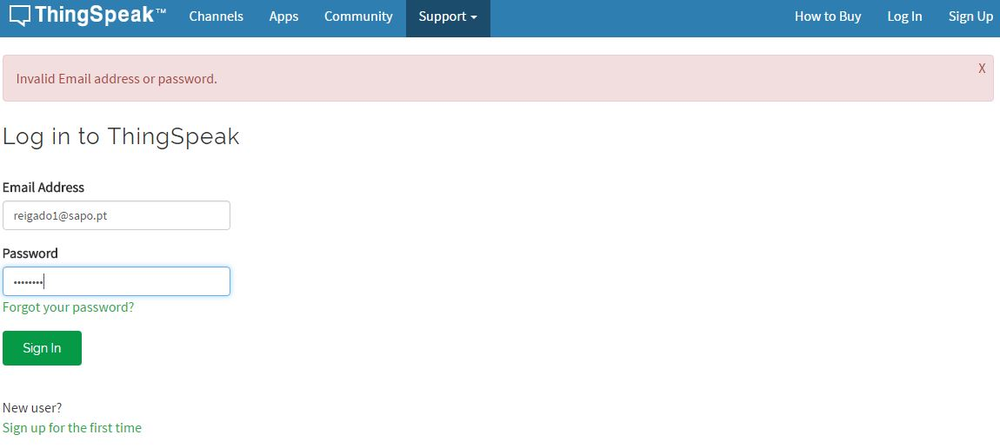 ThingSpeak™ Channels Apps Community Support How to Buy Log In Sign Up
Invalid Email address or password. X
Log in to ThingSpeak
Email Address
reigado1@sapo.pt
Password
••••••••
Forgot your password?
Sign In
New user?
Sign up for the first time